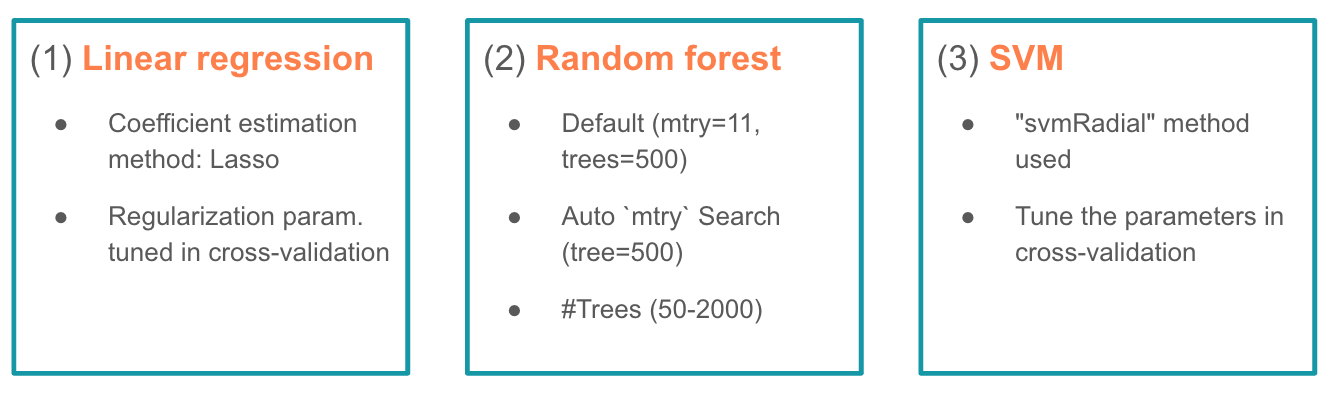 (1) Linear regression
● Coefficient estimation
method: Lasso
● Regularization param.
tuned in cross-validation
(2) Random forest
● Default (mtry=11,
trees=500)
● Auto `mtry` Search
(tree=500)
● #Trees (50-2000)
(3) SVM
● "svmRadial" method
used
● Tune the parameters in
cross-validation